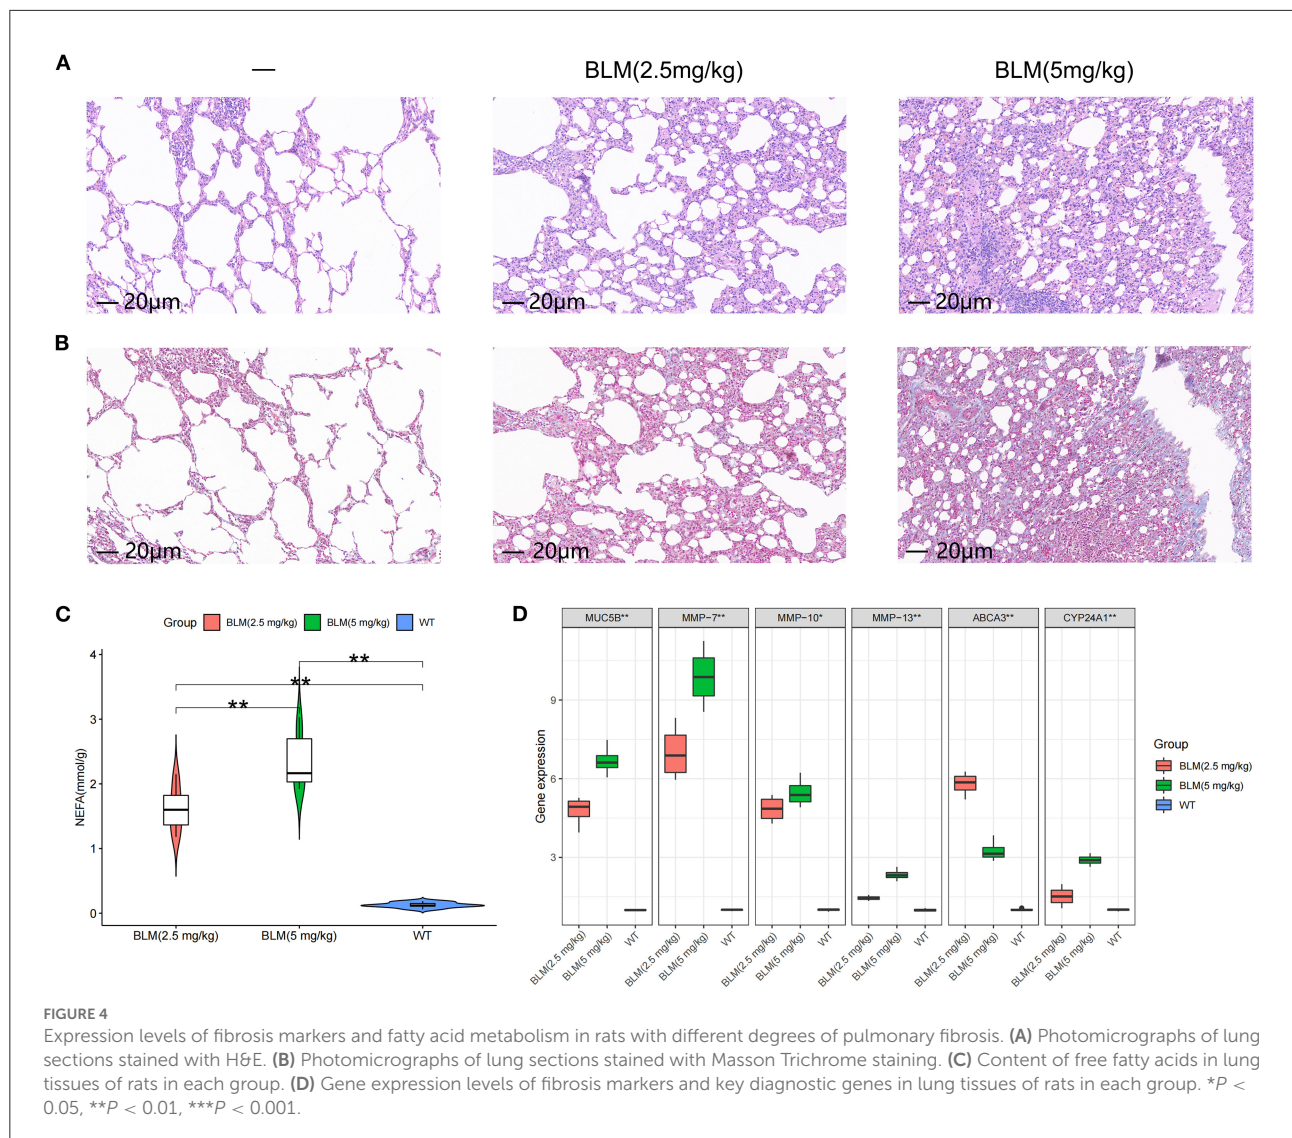 A
—
BLM(2.5mg/kg)
BLM(5mg/kg)
20µm
20µm
20µm
B
20µm
20µm
20µm
C
Group BLM(2.5 mg/kg) BLM(5 mg/kg) WT
NEFA(mmol/g)
4
3
2
1
0
**
**
**
BLM(2.5 mg/kg) BLM(5 mg/kg) WT
D
MUC5B** MMP−7** MMP−10* MMP−13** ABCA3** CYP24A1**
Gene expression
9
6
3
BLM(2.5 mg/kg) BLM(5 mg/kg) WT BLM(2.5 mg/kg) BLM(5 mg/kg) WT BLM(2.5 mg/kg) BLM(5 mg/kg) WT BLM(2.5 mg/kg) BLM(5 mg/kg) WT BLM(2.5 mg/kg) BLM(5 mg/kg) WT BLM(2.5 mg/kg) BLM(5 mg/kg) WT
Group
BLM(2.5 mg/kg)
BLM(5 mg/kg)
WT
FIGURE 4
Expression levels of fibrosis markers and fatty acid metabolism in rats with different degrees of pulmonary fibrosis. (A) Photomicrographs of lung
sections stained with H&E. (B) Photomicrographs of lung sections stained with Masson Trichrome staining. (C) Content of free fatty acids in lung
tissues of rats in each group. (D) Gene expression levels of fibrosis markers and key diagnostic genes in lung tissues of rats in each group. *P <
0.05, **P < 0.01, ***P < 0.001.